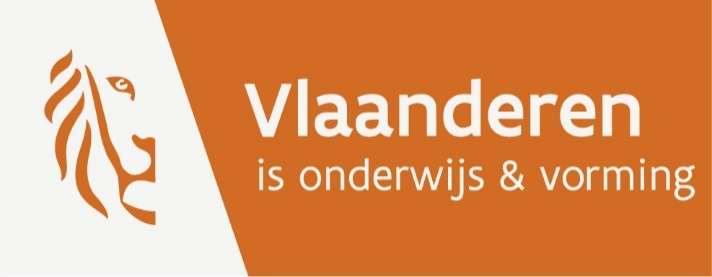 Vlaanderen
is onderwijs & vorming